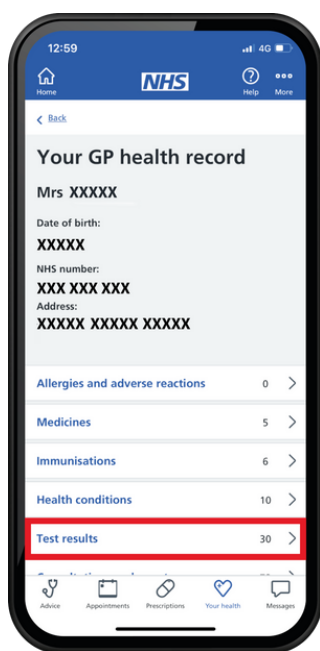 12:59
4G
Home
NHS
Help
More
Back
Your GP health record
Mrs XXXXX
Date of birth:
XXXXX
NHS number:
XXX XXX XXX
Address:
XXXXX XXXXX XXXXX
Allergies and adverse reactions 0
Medicines 5
Immunisations 6
Health conditions 10
Test results 30
Advice
Appointments
Prescriptions
Your health
Messages